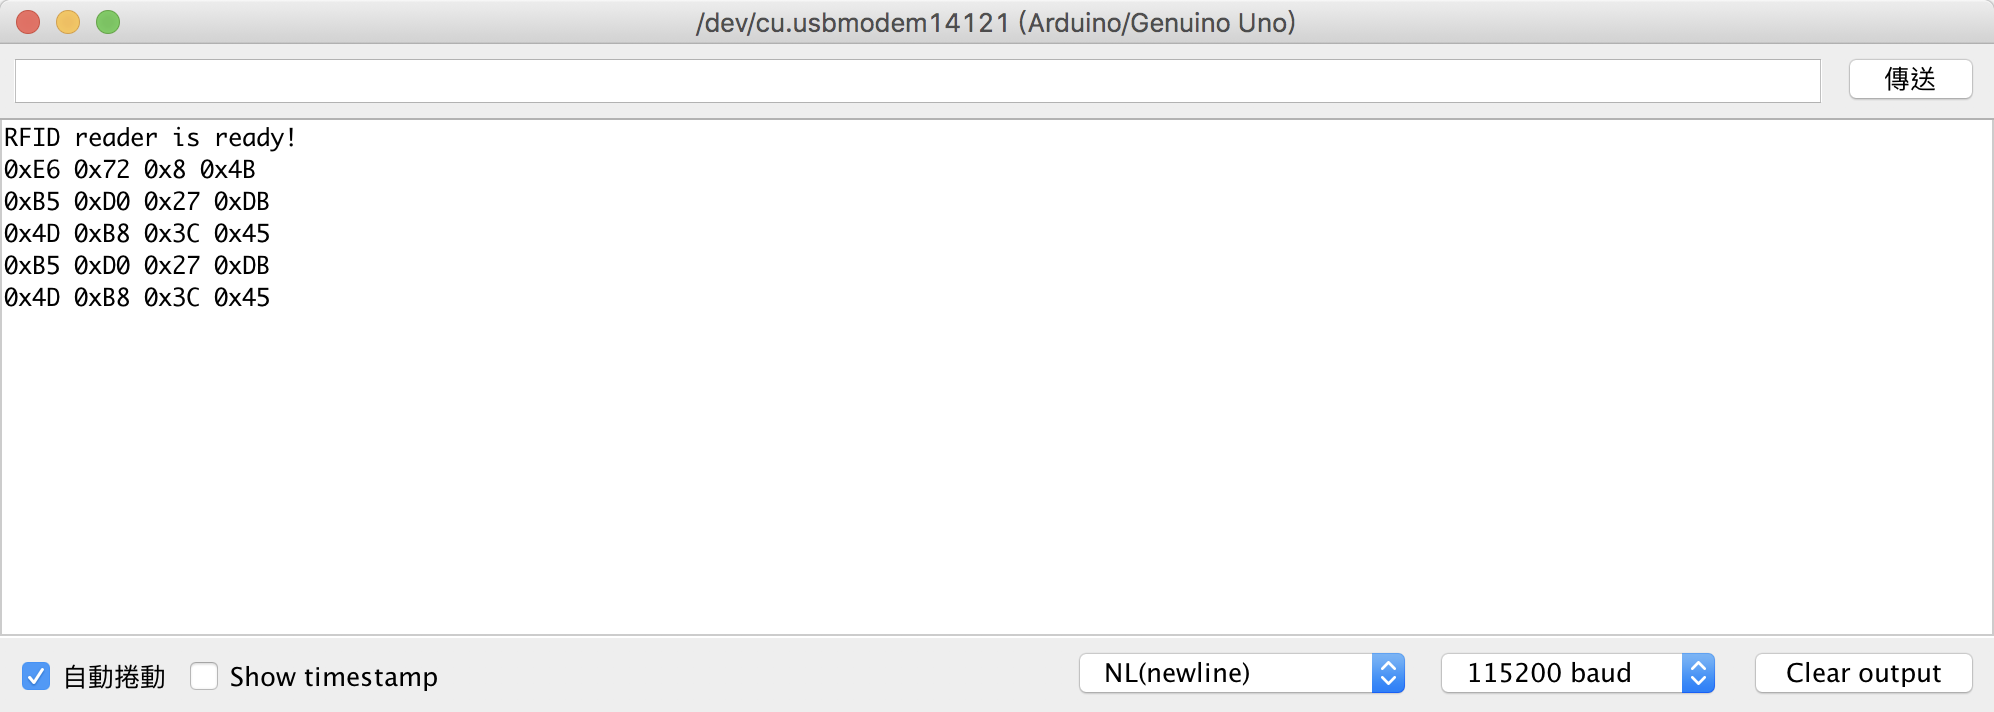 /dev/cu.usbmodem14121 (Arduino/Genuino Uno)
傳送
RFID reader is ready!
0xE6 0x72 0x8 0x4B
0xB5 0xD0 0x27 0xDB
0x4D 0xB8 0x3C 0x45
0xB5 0xD0 0x27 0xDB
0x4D 0xB8 0x3C 0x45
自動捲動 Show timestamp NL(newline) 115200 baud Clear output